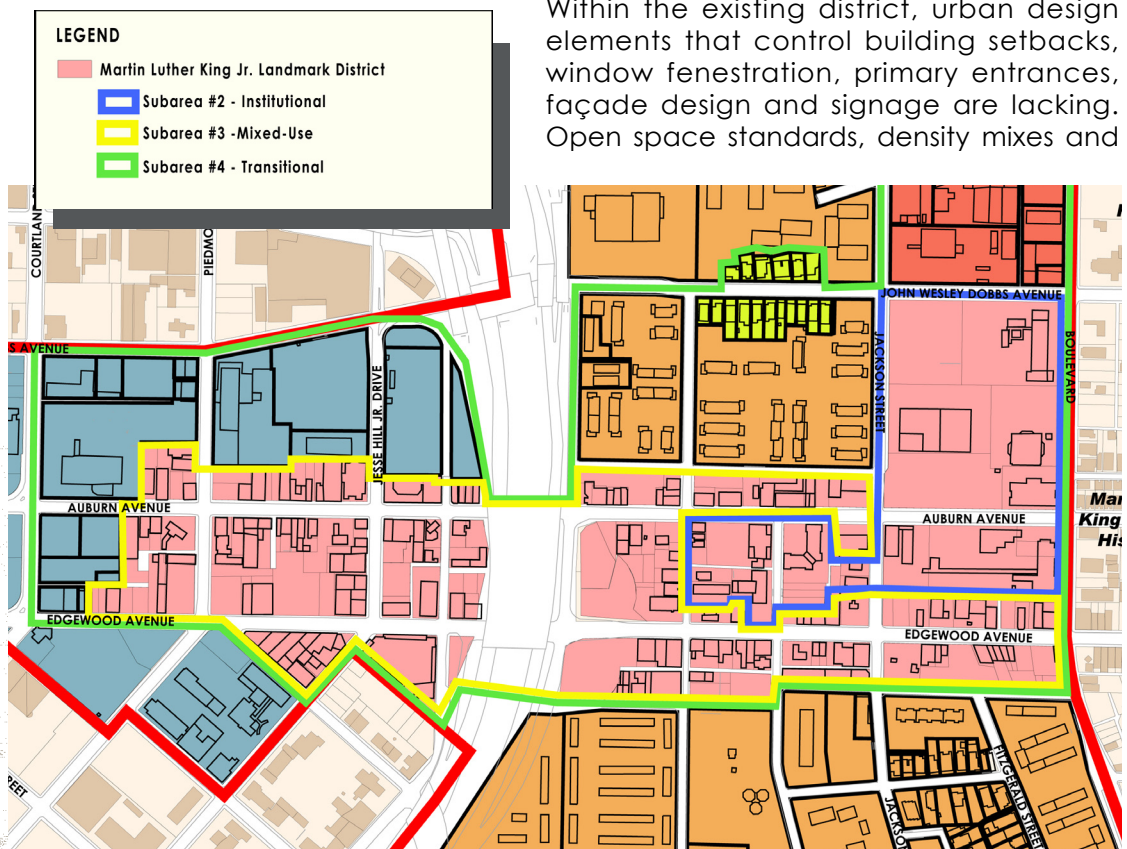 LEGEND
Martin Luther King Jr. Landmark District
Subarea #2 - Institutional
Subarea #3 -Mixed-Use
Subarea #4 - Transitional
Within the existing district, urban design
elements that control building setbacks,
window fenestration, primary entrances,
façade design and signage are lacking.
Open space standards, density mixes and
COURTLAN
PIEDMO
JOHN WESLEY DOBBS AVENUE
S AVENUE
JESSE HILL JR. DRIVE
JACKSON STREET
BOULEVARD
AUBURN AVENUE
AUBURN AVENUE
Mar
King
His
EDGEWOOD AVENUE
EDGEWOOD AVENUE
REET
JACKSON
FITZGERALD STREET